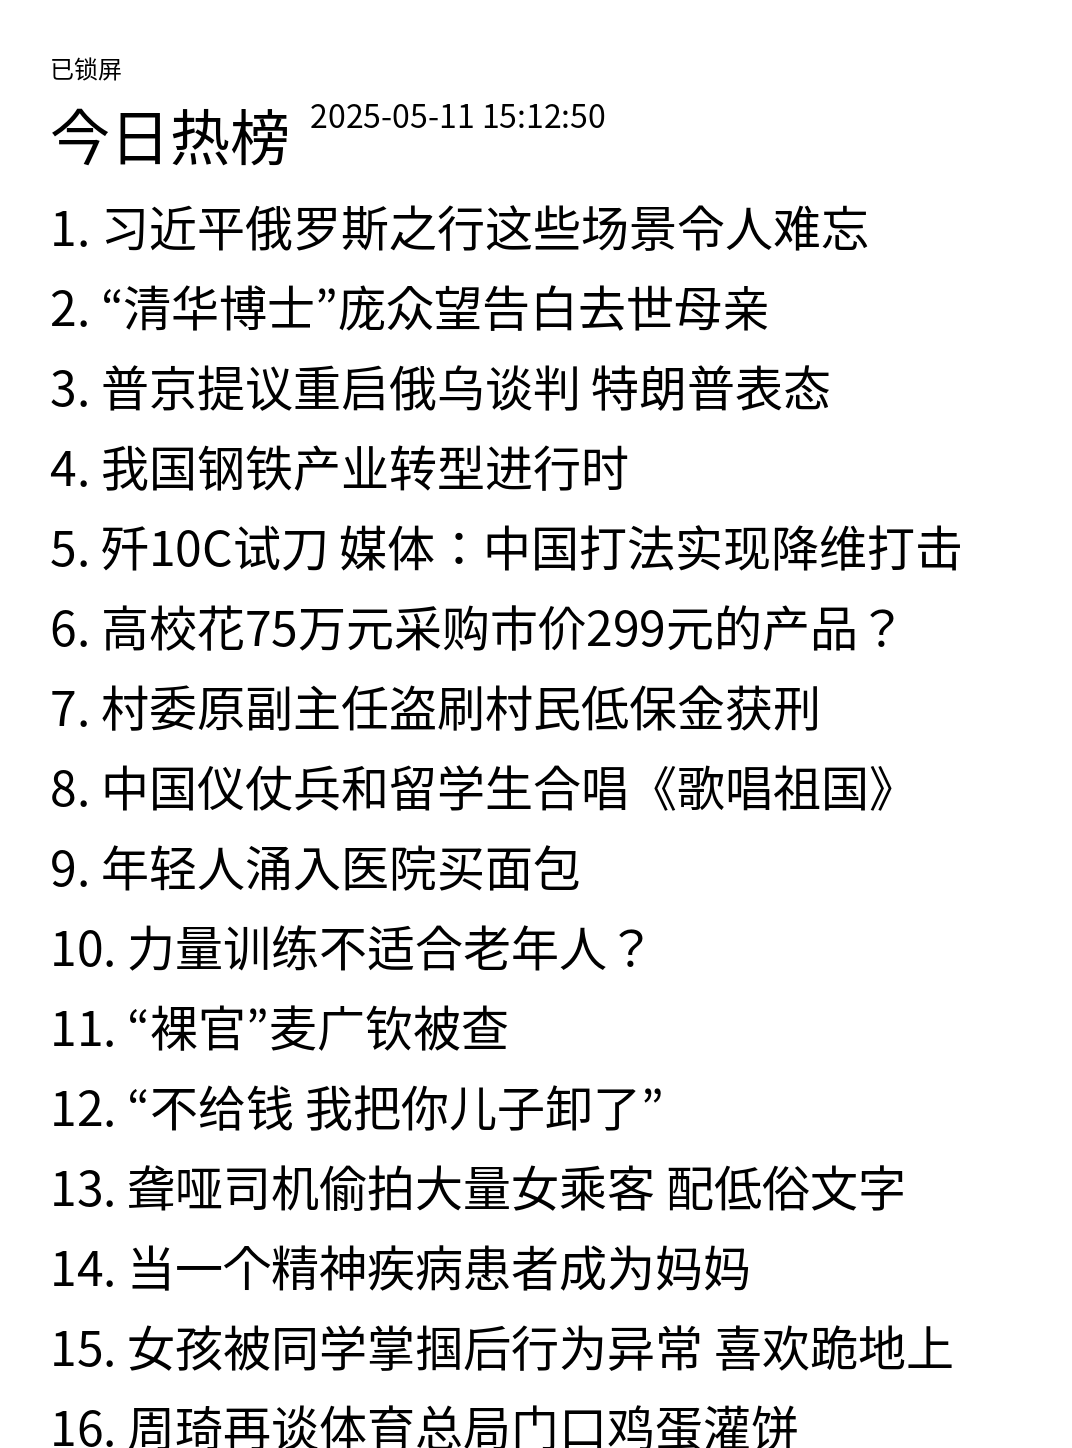 已锁屏
今日热榜 2025-05-11 15:12:50
1. 习近平俄罗斯之行这些场景令人难忘
2. “清华博士”庞众望告白去世母亲
3. 普京提议重启俄乌谈判 特朗普表态
4. 我国钢铁产业转型进行时
5. 歼10C试刀 媒体：中国打法实现降维打击
6. 高校花75万元采购市价299元的产品？
7. 村委原副主任盗刷村民低保金获刑
8. 中国仪仗兵和留学生合唱《歌唱祖国》
9. 年轻人涌入医院买面包
10. 力量训练不适合老年人？
11. “裸官”麦广钦被查
12. “不给钱 我把你儿子卸了”
13. 聋哑司机偷拍大量女乘客 配低俗文字
14. 当一个精神疾病患者成为妈妈
15. 女孩被同学掌掴后行为异常 喜欢跪地上
16. 周琦再谈体育总局门口鸡蛋灌饼